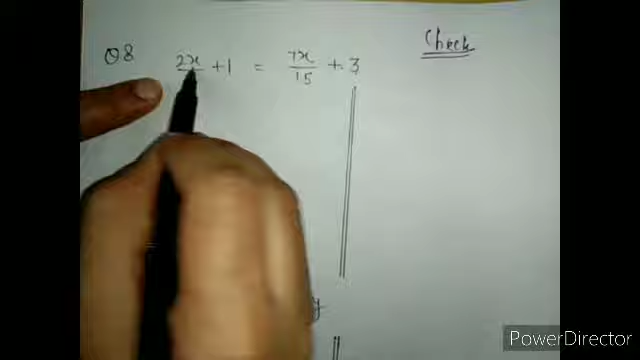 Q8 2x/ +1 = 7x/15 + 3
Check
PowerDirector